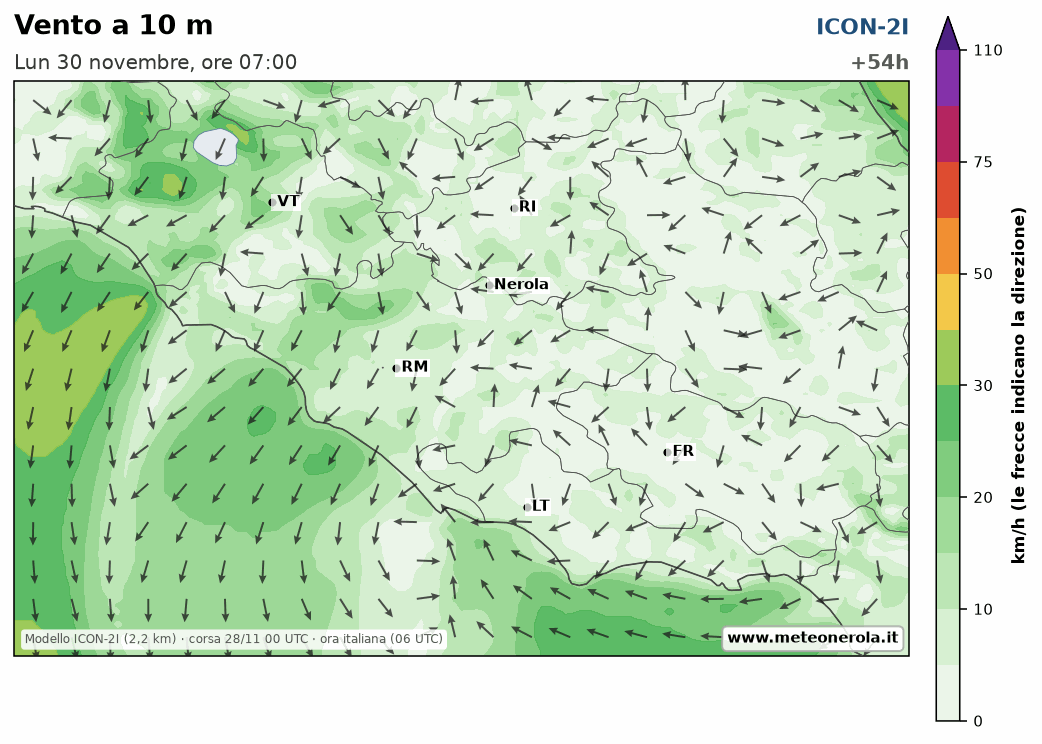 Vento a 10 m
ICON-2I
Lun 30 novembre, ore 07:00
+54h
110
75
50
30
20
10
0
km/h (le frecce indicano la direzione)
VT
RI
Nerola
RM
FR
LT
Modello ICON-2I (2,2 km) · corsa 28/11 00 UTC · ora italiana (06 UTC)
www.meteonerola.it